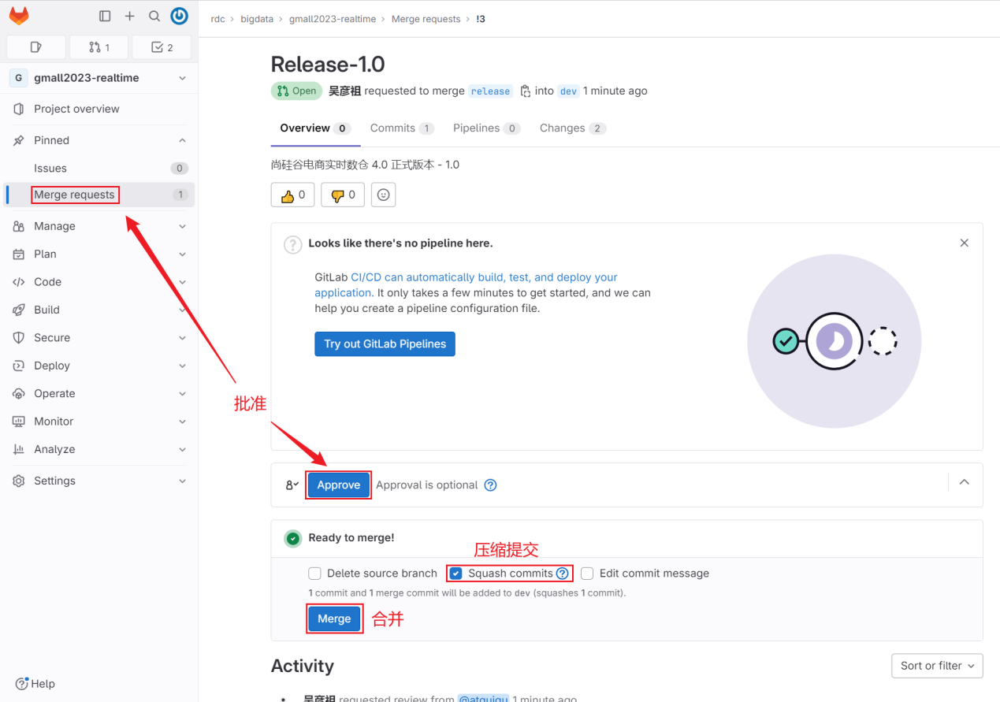 rdc › bigdata › gmall2023-realtime › Merge requests › !3
1
2
G gmall2023-realtime
Project overview
Pinned
Issues 0
Merge requests 1
Manage
Plan
Code
Build
Secure
Deploy
Operate
Monitor
Analyze
Settings
Help
Release-1.0
Open 吴彦祖 requested to merge release into dev 1 minute ago
Overview 0 Commits 1 Pipelines 0 Changes 2
尚硅谷电商实时数仓 4.0 正式版本 - 1.0
0 0
Looks like there's no pipeline here.
GitLab CI/CD can automatically build, test, and deploy your
application. It only takes a few minutes to get started, and we can
help you create a pipeline configuration file.
Try out GitLab Pipelines
批准
Approve Approval is optional
Ready to merge!
压缩提交
Delete source branch Squash commits Edit commit message
1 commit and 1 merge commit will be added to dev (squashes 1 commit).
Merge 合并
Activity
Sort or filter
吴彦祖 requested review from @atguigu 1 minute ago